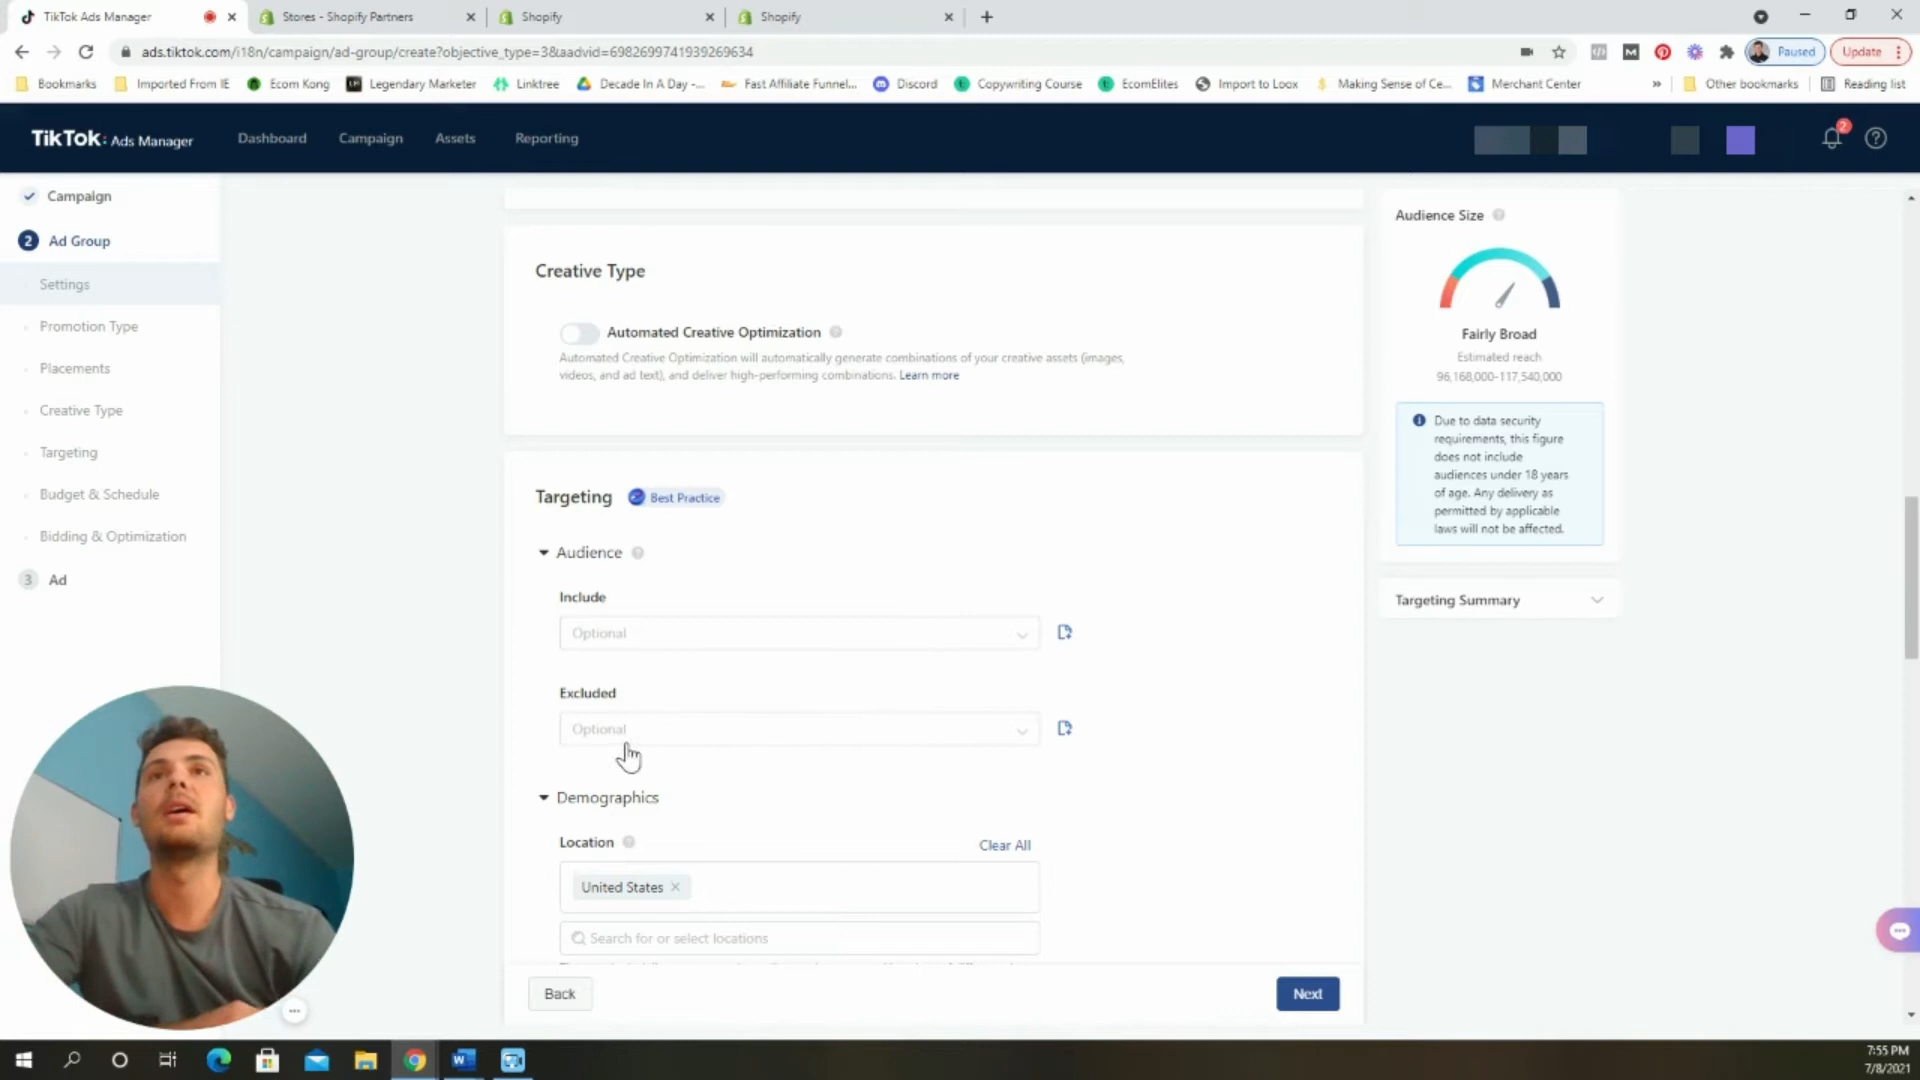 TikTok Ads Manager
Stores - Shopify Partners
Shopify
Shopify
ads.tiktok.com/i18n/campaign/ad-group/create?objective_type=3&aadvid=6982699741939269634
Paused
Update
Bookmarks
Imported From IE
Ecom Kong
Legendary Marketer
Linktree
Decade In A Day -...
Fast Affiliate Funnel...
Discord
Copywriting Course
EcomElites
Import to Loox
Making Sense of Ce...
Merchant Center
»
Other bookmarks
Reading list
TikTok: Ads Manager
Dashboard
Campaign
Assets
Reporting
2
Campaign
2 Ad Group
Settings
Promotion Type
Placements
Creative Type
Targeting
Budget & Schedule
Bidding & Optimization
3 Ad
Creative Type
Automated Creative Optimization
Automated Creative Optimization will automatically generate combinations of your creative assets (images,
videos, and ad text), and deliver high-performing combinations. Learn more
Targeting
Best Practice
Audience
Include
Optional
Excluded
Optional
Demographics
Location
Clear All
United States
Search for or select locations
Back
Next
Audience Size
Fairly Broad
Estimated reach
96,168,000-117,540,000
Due to data security
requirements, this figure
does not include
audiences under 18 years
of age. Any delivery as
permitted by applicable
laws will not be affected.
Targeting Summary
7:55 PM
7/8/2021